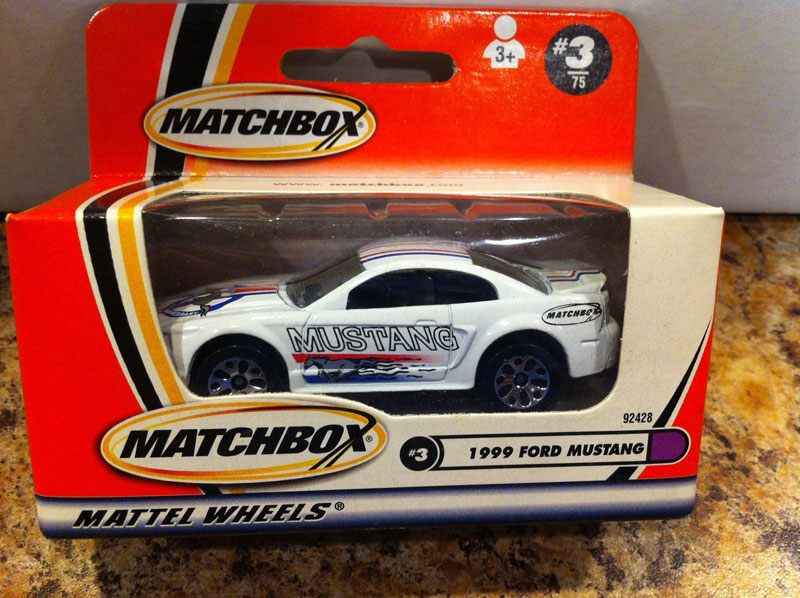 3+
#3
75
MATCHBOX®
www.matchbox.com
MUSTANG
MATCHBOX
92428
MATCHBOX®
#3
1999 FORD MUSTANG
MATTEL WHEELS®